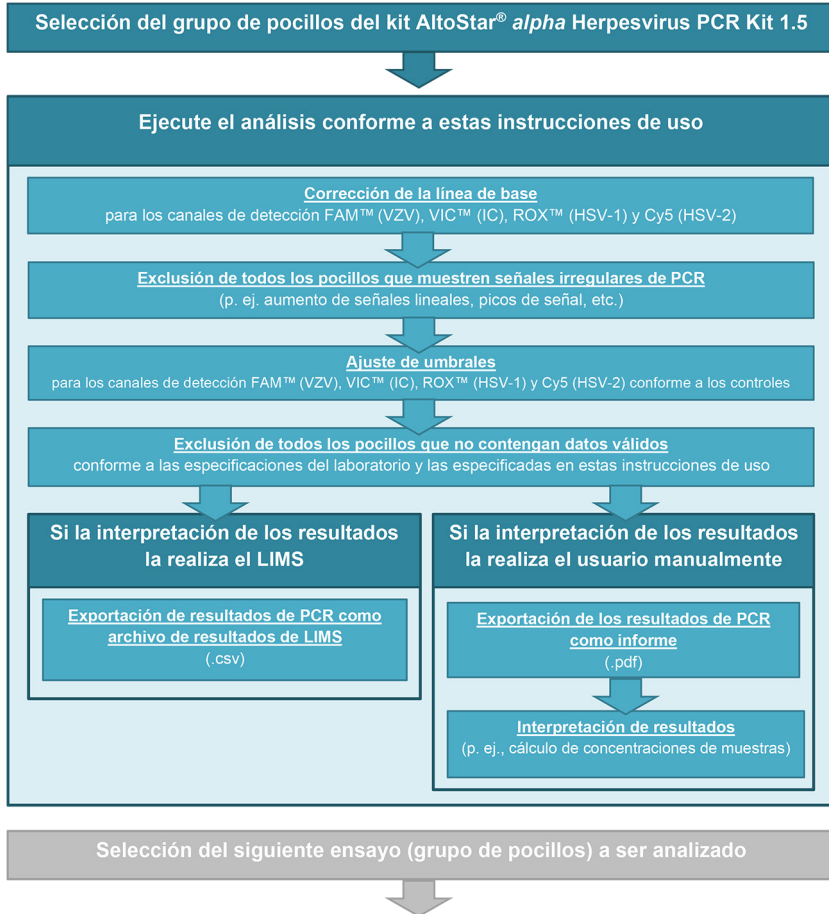 Selección del grupo de pocillos del kit AltoStar® alpha Herpesvirus PCR Kit 1.5
Ejecute el análisis conforme a estas instrucciones de uso
Corrección de la línea de base
para los canales de detección FAM™ (VZV), VIC™ (IC), ROX™ (HSV-1) y Cy5 (HSV-2)
Exclusión de todos los pocillos que muestren señales irregulares de PCR
(p. ej. aumento de señales lineales, picos de señal, etc.)
Ajuste de umbrales
para los canales de detección FAM™ (VZV), VIC™ (IC), ROX™ (HSV-1) y Cy5 (HSV-2) conforme a los controles
Exclusión de todos los pocillos que no contengan datos válidos
conforme a las especificaciones del laboratorio y las especificadas en estas instrucciones de uso
Si la interpretación de los resultados
la realiza el LIMS
Exportación de resultados de PCR como
archivo de resultados de LIMS
(.csv)
Si la interpretación de los resultados
la realiza el usuario manualmente
Exportación de los resultados de PCR
como informe
(.pdf)
Interpretación de resultados
(p. ej., cálculo de concentraciones de muestras)
Selección del siguiente ensayo (grupo de pocillos) a ser analizado